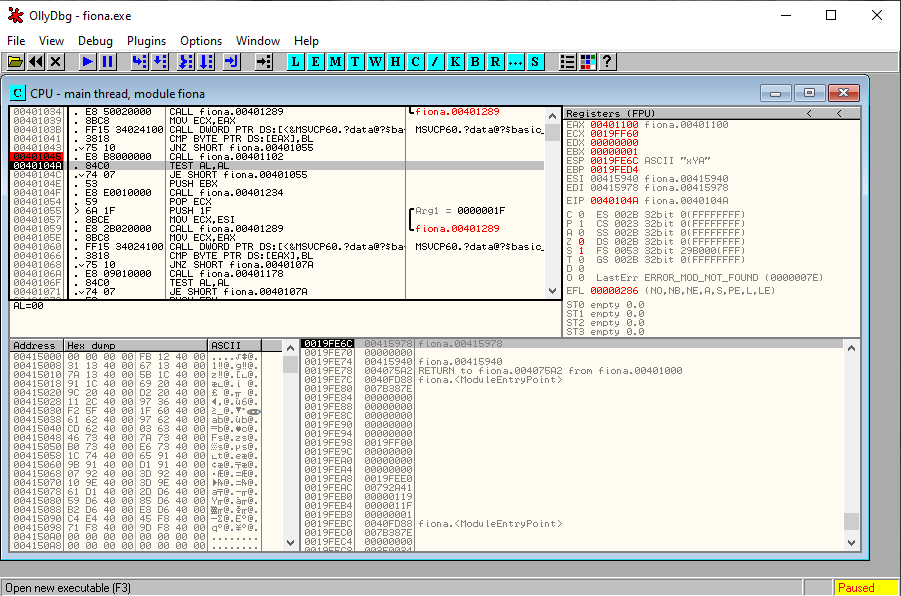 OllyDbg - fiona.exe
File View Debug Plugins Options Window Help
L E M T W H C / K B R ... S ?
C CPU - main thread, module fiona
00401034 . E8 50020000 CALL fiona.00401289 fiona.00401289
00401039 . 8BC8 MOV ECX,EAX
0040103B . FF15 34024100 CALL DWORD PTR DS:[<&MSVCP60.?data@?$ba MSVCP60.?data@?$basic_
00401041 . 3818 CMP BYTE PTR DS:[EAX],BL
00401043 .v75 10 JNZ SHORT fiona.00401055
00401045 . E8 B8000000 CALL fiona.00401102
0040104A . 84C0 TEST AL,AL
0040104C .v74 07 JE SHORT fiona.00401055
0040104E . 53 PUSH EBX
0040104F . E8 E0010000 CALL fiona.00401234
00401054 . 59 POP ECX
00401055 > 6A 1F PUSH 1F Arg1 = 0000001F
00401057 . 8BCE MOV ECX,ESI
00401059 . E8 2B020000 CALL fiona.00401289 fiona.00401289
0040105E . 8BC8 MOV ECX,EAX
00401060 . FF15 34024100 CALL DWORD PTR DS:[<&MSVCP60.?data@?$ba MSVCP60.?data@?$basic_
00401066 . 3818 CMP BYTE PTR DS:[EAX],BL
00401068 .v75 10 JNZ SHORT fiona.0040107A
0040106A . E8 09010000 CALL fiona.00401178
0040106F . 84C0 TEST AL,AL
00401071 .v74 07 JE SHORT fiona.0040107A
AL=00
Registers (FPU) < <
EAX 00401100 fiona.00401100
ECX 0019FF60
EDX 00000000
EBX 00000001
ESP 0019FE6C ASCII "xYA"
EBP 0019FED4
ESI 00415940 fiona.00415940
EDI 00415978 fiona.00415978
EIP 0040104A fiona.0040104A
C 0 ES 002B 32bit 0(FFFFFFFF)
P 1 CS 0023 32bit 0(FFFFFFFF)
A 0 SS 002B 32bit 0(FFFFFFFF)
Z 0 DS 002B 32bit 0(FFFFFFFF)
S 1 FS 0053 32bit 29B000(FFF)
T 0 GS 002B 32bit 0(FFFFFFFF)
D 0
O 0 LastErr ERROR_MOD_NOT_FOUND (0000007E)
EFL 00000286 (NO,NB,NE,A,S,PE,L,LE)
ST0 empty 0.0
ST1 empty 0.0
ST2 empty 0.0
ST3 empty 0.0
Address Hex dump ASCII
00415000 00 00 00 00 FB 12 40 00
00415008 31 13 40 00 67 13 40 00
00415010 7A 13 40 00 5B 1C 40 00
00415018 91 1C 40 00 69 20 40 00
00415020 9C 20 40 00 D2 20 40 00
00415028 11 2C 40 00 97 36 40 00
00415030 F2 5F 40 00 1F 60 40 00
00415038 61 62 40 00 97 62 40 00
00415040 CD 62 40 00 03 63 40 00
00415048 46 73 40 00 7A 73 40 00 Fs@.zs@.
00415050 B0 73 40 00 E6 73 40 00
00415058 1C 74 40 00 65 91 40 00
00415060 9B 91 40 00 D1 91 40 00
00415068 07 92 40 00 3D 92 40 00
00415070 10 9E 40 00 3D 9E 40 00
00415078 61 D1 40 00 2D D6 40 00
00415080 59 D6 40 00 85 D6 40 00
00415088 B2 D6 40 00 E8 D6 40 00
00415090 C4 E4 40 00 45 F8 40 00
00415098 71 F8 40 00 9D F8 40 00
004150A0 00 00 00 00 00 00 00 00 ........
004150A8 00 00 00 00 00 00 00 00 ........
0019FE6C 00415978 fiona.00415978
0019FE70 00000000
0019FE74 00415940 fiona.00415940
0019FE78 004075A2 RETURN to fiona.004075A2 from fiona.00401000
0019FE7C 0040FD88 fiona.<ModuleEntryPoint>
0019FE80 007B387E
0019FE84 00000000
0019FE88 00000000
0019FE8C 00000000
0019FE90 00000000
0019FE94 00000000
0019FE98 0019FF00
0019FE9C 00000000
0019FEA0 00000000
0019FEA4 00000000
0019FEA8 0019FEE0
0019FEAC 00792A41
0019FEB0 00000119
0019FEB4 0000011F
0019FEB8 00000001
0019FEBC 0040FD88 fiona.<ModuleEntryPoint>
0019FEC0 007B387E
0019FEC4 00000000
Open new executable (F3)
Paused